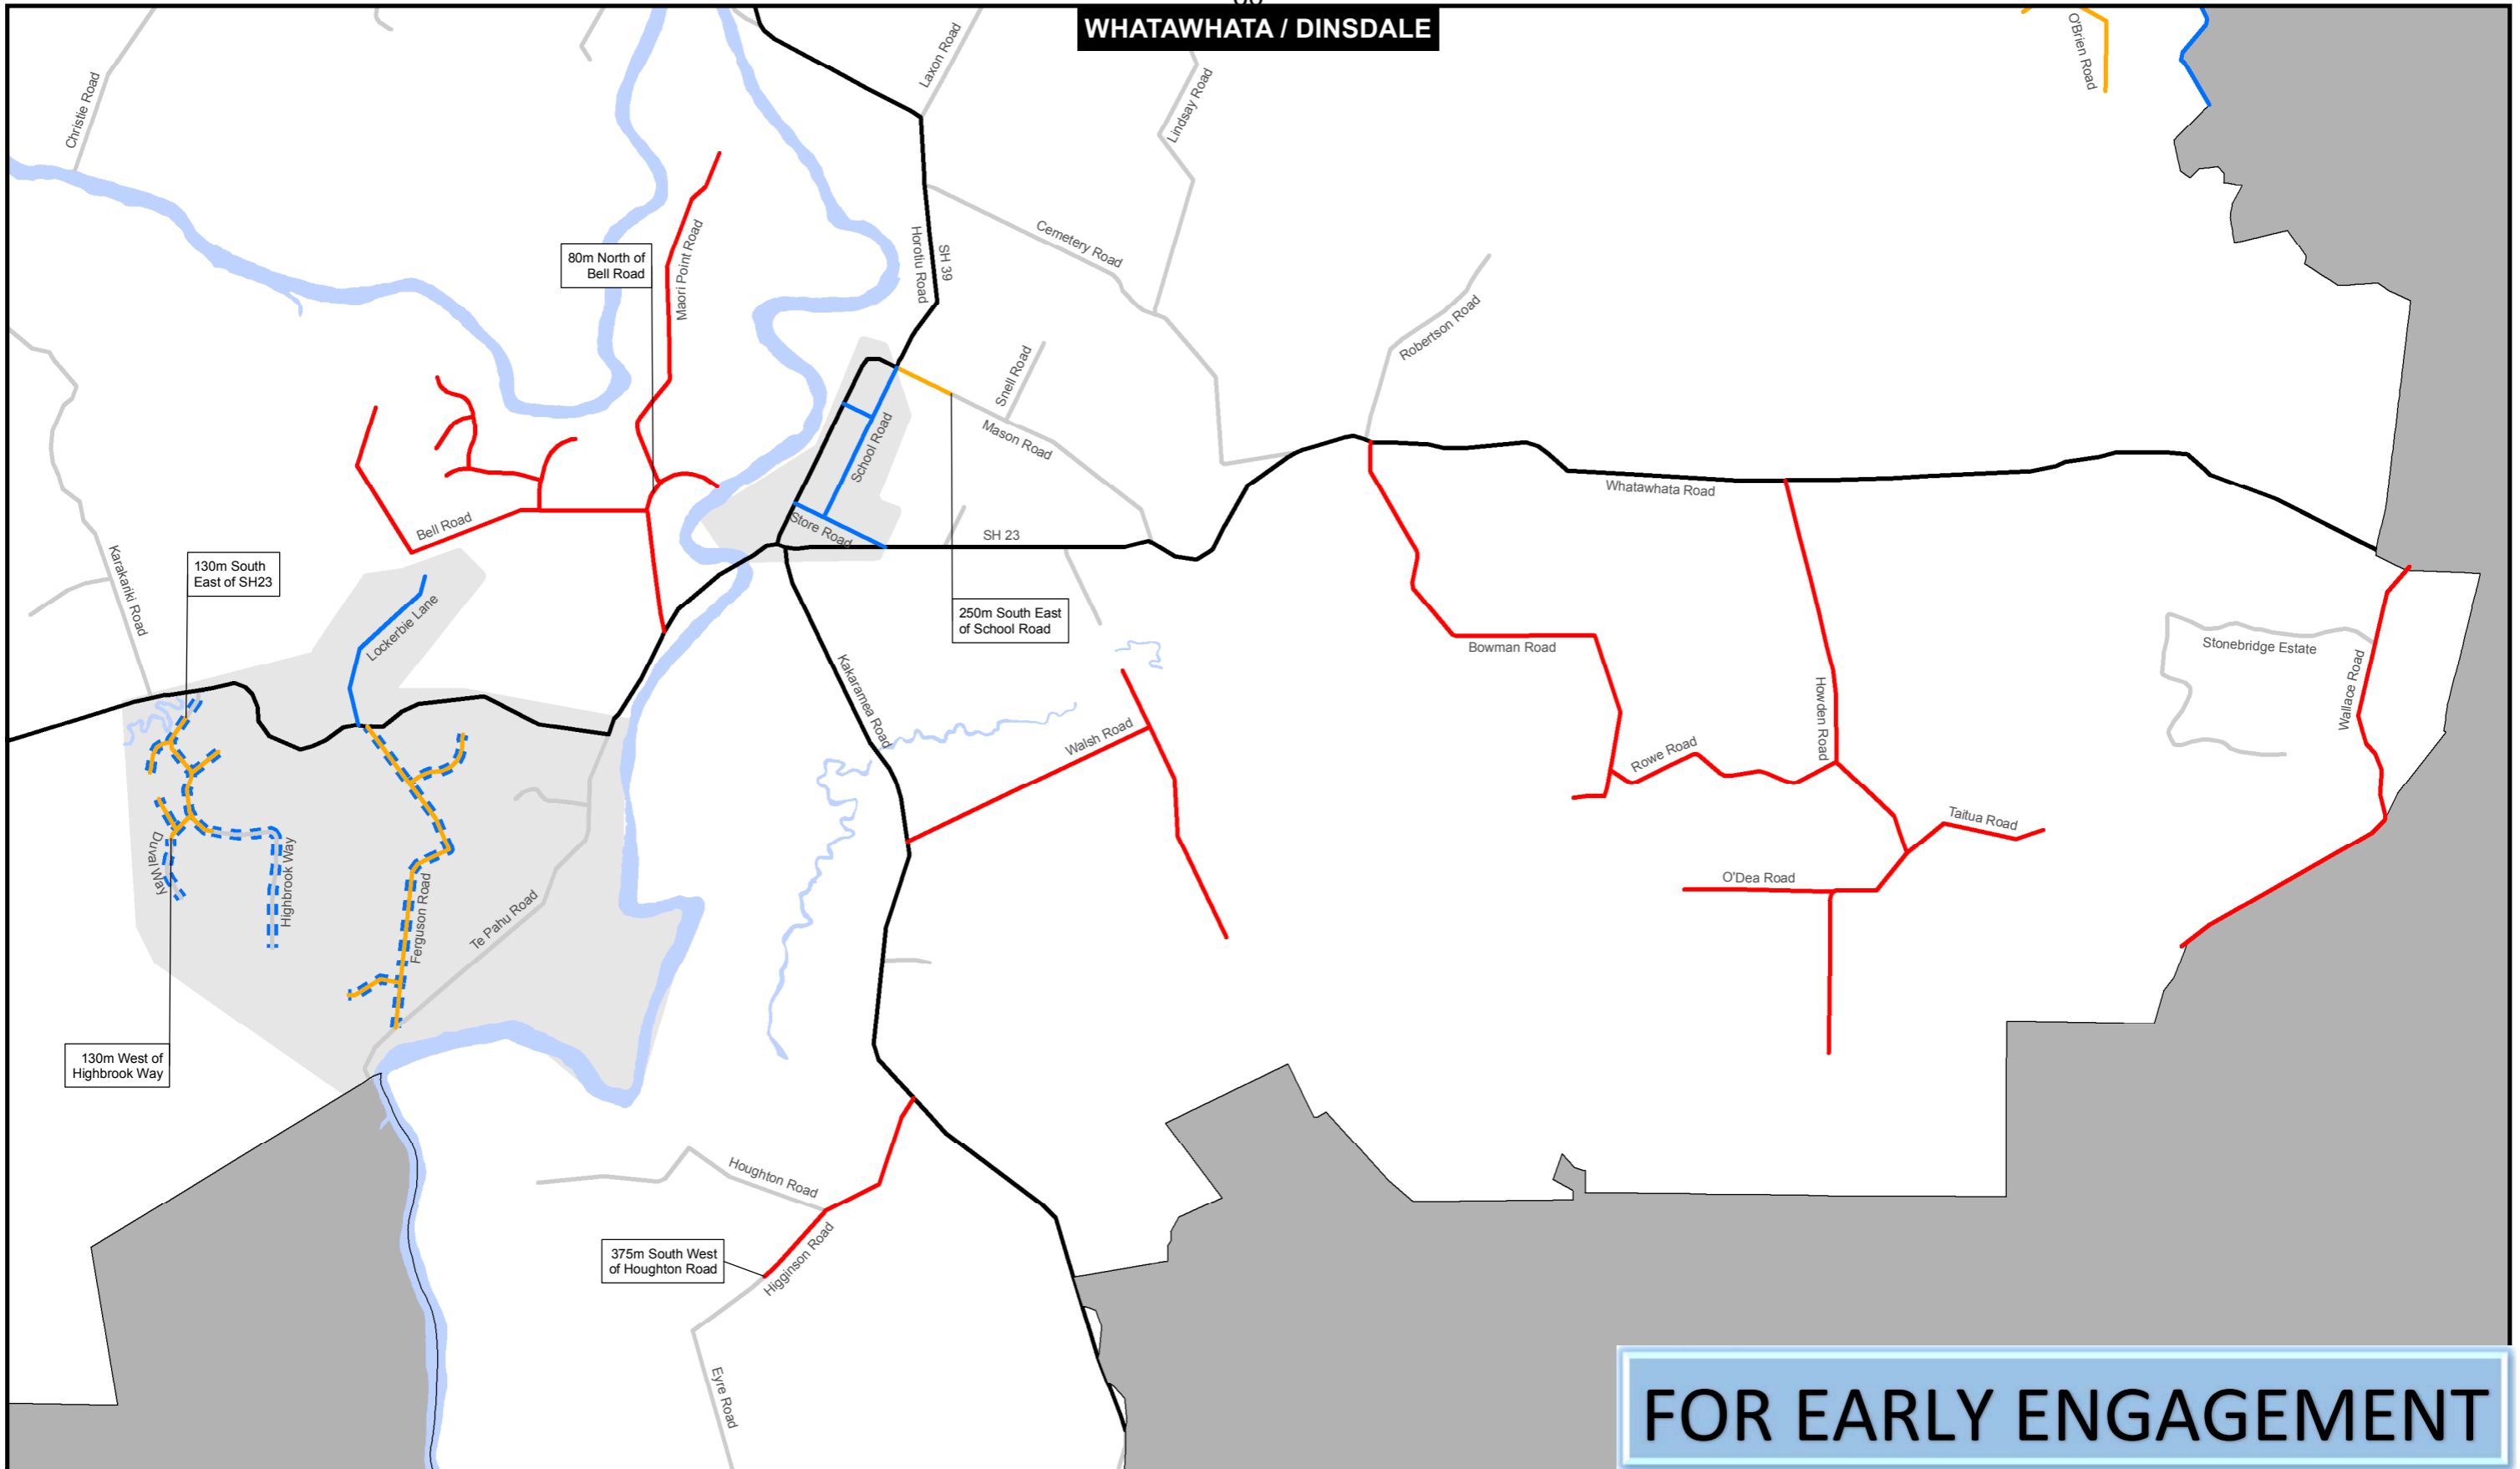 WHATAWHATA / DINSDALE
O'Brien Road
Laxon Road
Christie Road
Lindsay Road
Cemetery Road
Horotiu Road
SH 39
Maori Point Road
80m North of
Bell Road
Robertson Road
Snell Road
Mason Road
School Road
Store Road
SH 23
Whatawhata Road
Bell Road
Karakariki Road
130m South
East of SH23
Lockerbie Lane
250m South East
of School Road
Bowman Road
Stonebridge Estate
Wallace Road
Howden Road
Kakaramea Road
Walsh Road
Rowe Road
Taitua Road
O'Dea Road
Duval Way
Highbrook Way
Ferguson Road
Te Pahu Road
130m West of
Highbrook Way
Houghton Road
375m South West
of Houghton Road
Higginson Road
Eyre Road
FOR EARLY ENGAGEMENT